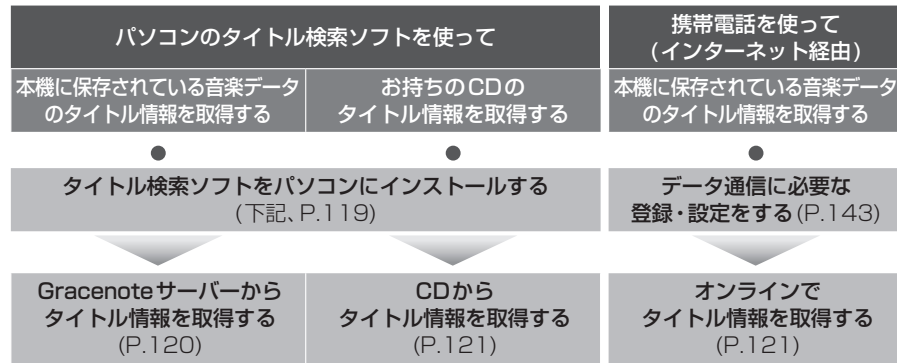 パソコンのタイトル検索ソフトを使って
携帯電話を使って
(インターネット経由)
本機に保存されている音楽データ
のタイトル情報を取得する
お持ちのCDの
タイトル情報を取得する
本機に保存されている音楽データ
のタイトル情報を取得する
タイトル検索ソフトをパソコンにインストールする
(下記、P.119)
データ通信に必要な
登録・設定をする(P.143)
Gracenoteサーバーから
タイトル情報を取得する
(P.120)
CDから
タイトル情報を取得する
(P.121)
オンラインで
タイトル情報を取得する
(P.121)